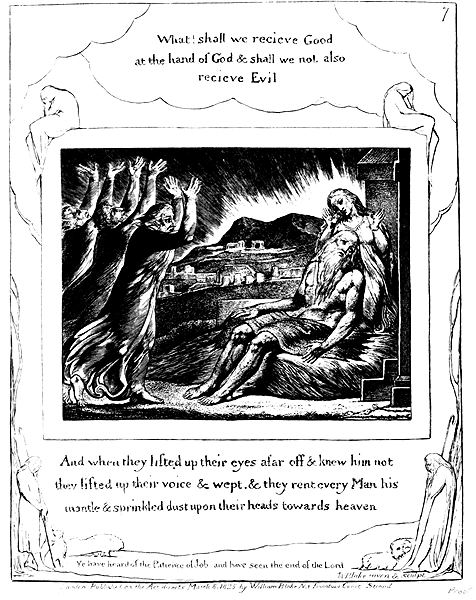 7
What! shall we recieve Good
at the hand of God & shall we not also
recieve Evil
And when they lifted up their eyes afar off & knew him not
they lifted up their voice & wept. & they rent every Man his
mantle & sprinkled dust upon their heads towards heaven
Ye have heard of the Patience of Job and have seen the end of the Lord
WBlake inven & sculpt
London. Published as the Act directs March 8: 1825 by William Blake No 3 Fountain Court Strand
Proof